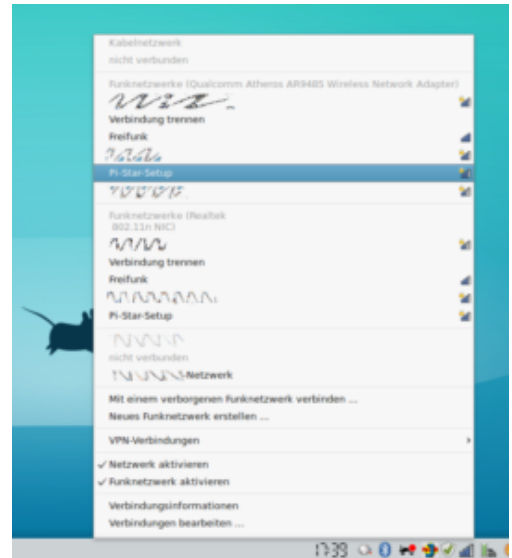 Kabelnetzwerk
nicht verbunden
Funknetzwerke (Qualcomm Atheros AR9485 Wireless Network Adapter)
Verbindung trennen
Freifunk
Pi-Star-Setup
Funknetzwerke (Realtek
802.11n NIC)
Verbindung trennen
Freifunk
Pi-Star-Setup
nicht verbunden
-Netzwerk
Mit einem verborgenen Funknetzwerk verbinden ...
Neues Funknetzwerk erstellen ...
VPN-Verbindungen
Netzwerk aktivieren
Funknetzwerk aktivieren
Verbindungsinformationen
Verbindungen bearbeiten ...
17:39